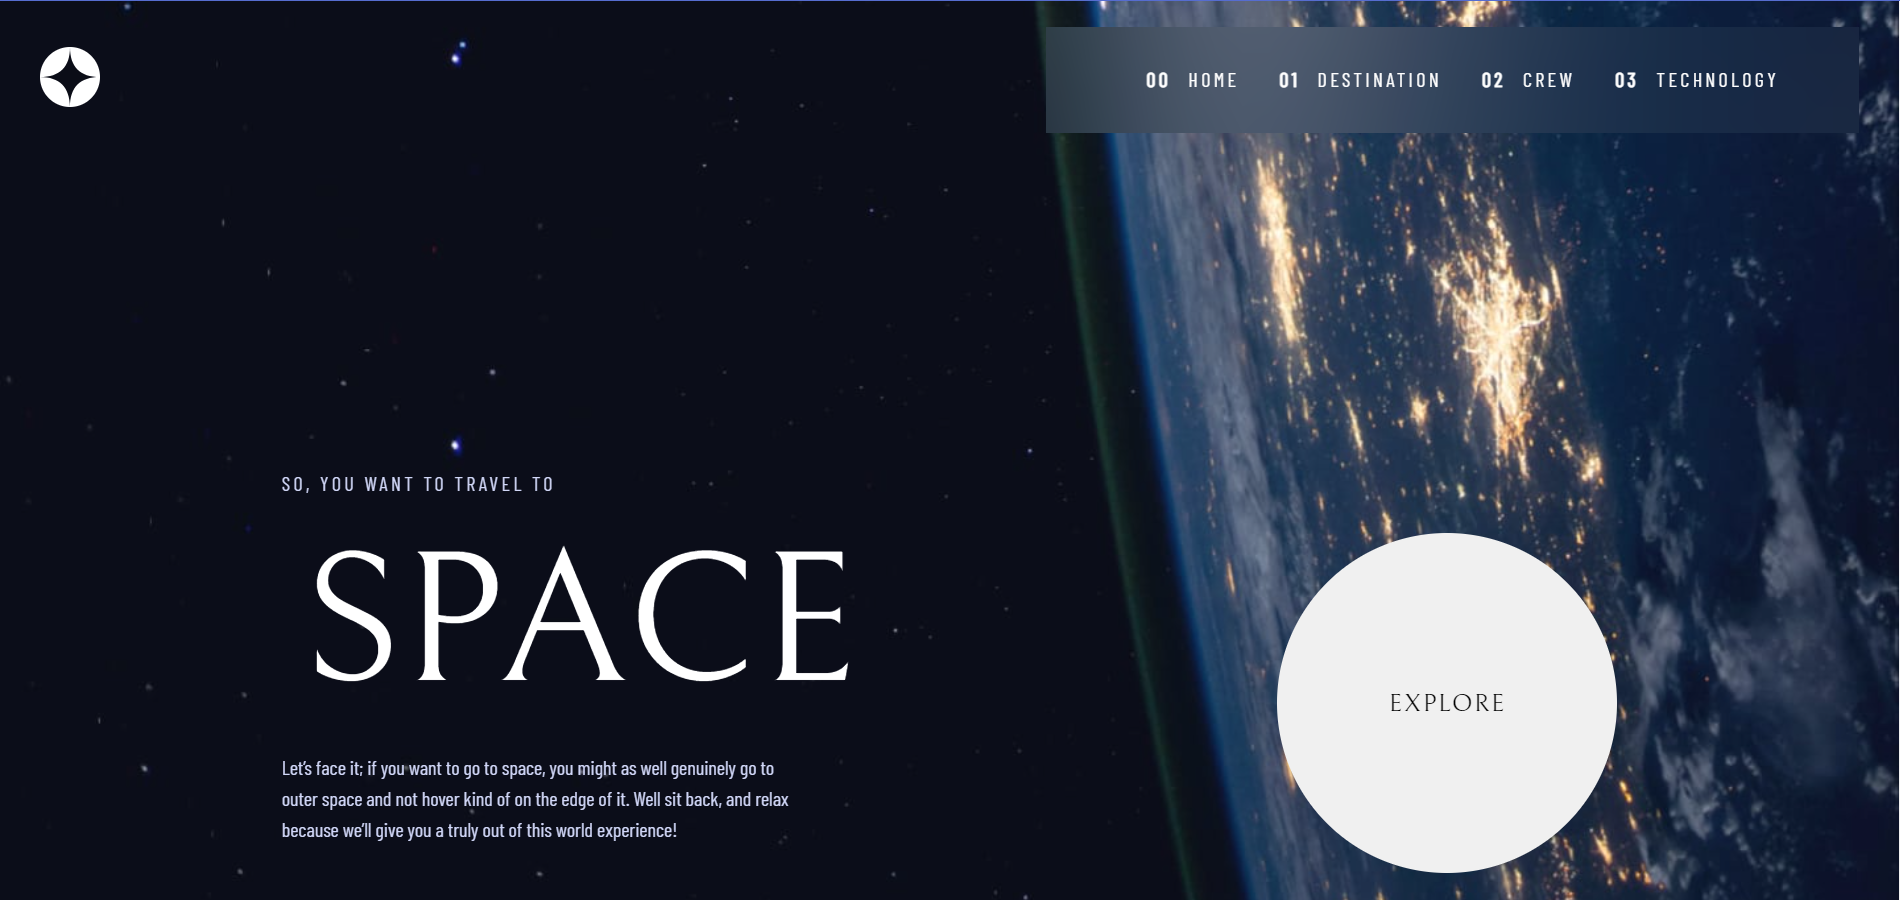 00 HOME 01 DESTINATION 02 CREW 03 TECHNOLOGY
SO, YOU WANT TO TRAVEL TO
SPACE
Let’s face it; if you want to go to space, you might as well genuinely go to
outer space and not hover kind of on the edge of it. Well sit back, and relax
because we’ll give you a truly out of this world experience!
EXPLORE